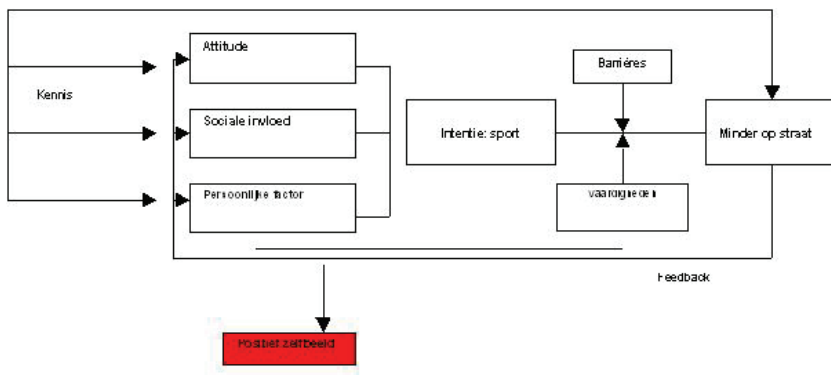 Attitude
Barrières
Kennis
Sociale invloed
Intentie: sport
Minder op straat
Persoonlijke factor
vaardigheden
Feedback
Positief zelfbeeld